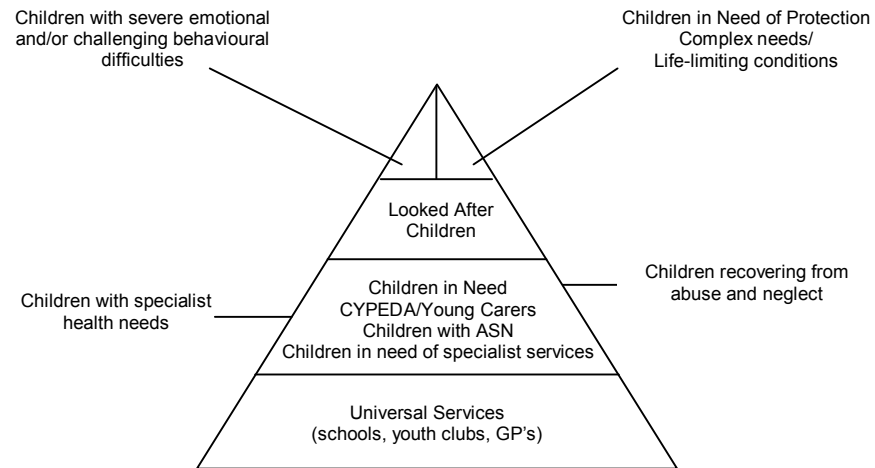 Children with severe emotional
and/or challenging behavioural
difficulties
Children in Need of Protection
Complex needs/
Life-limiting conditions
Looked After
Children
Children with specialist
health needs
Children in Need
CYPEDA/Young Carers
Children with ASN
Children in need of specialist services
Children recovering from
abuse and neglect
Universal Services
(schools, youth clubs, GP's)